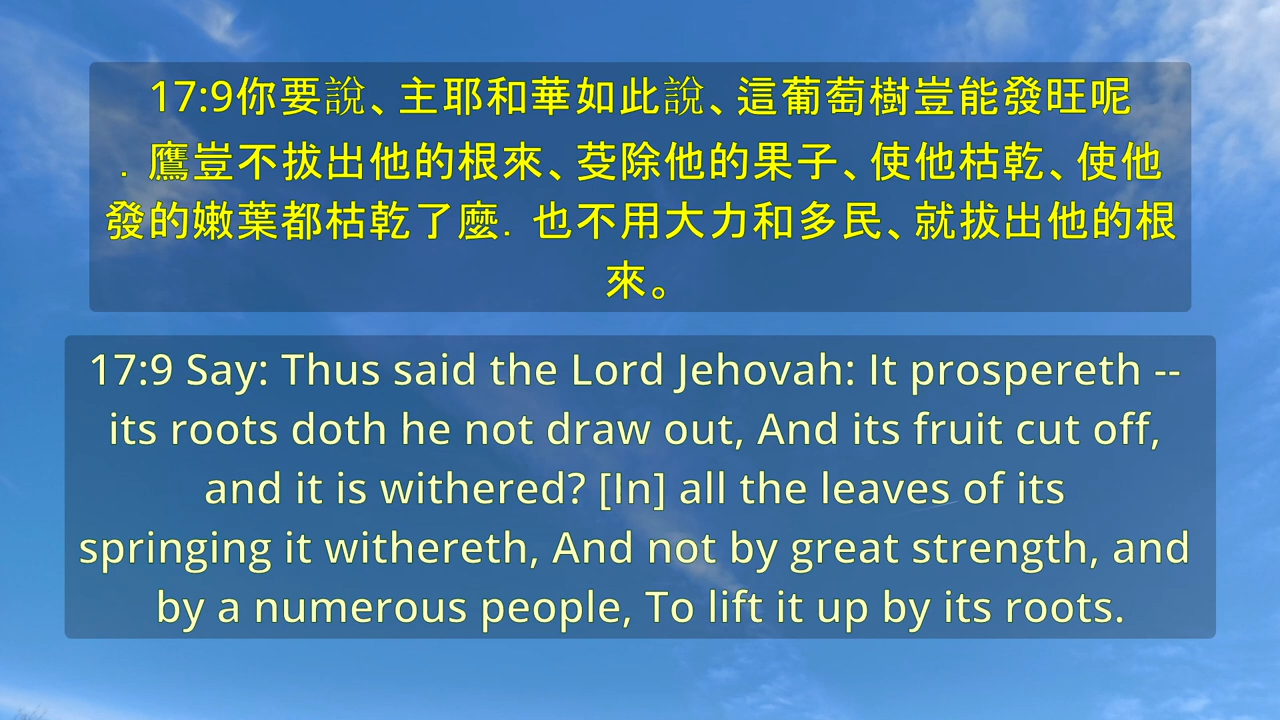 17:9你要說、主耶和華如此說、這葡萄樹豈能發旺呢
．鷹豈不拔出他的根來、芟除他的果子、使他枯乾、使他
發的嫩葉都枯乾了麼．也不用大力和多民、就拔出他的根
來。
17:9 Say: Thus said the Lord Jehovah: It prospereth --
its roots doth he not draw out, And its fruit cut off,
and it is withered? [In] all the leaves of its
springing it withereth, And not by great strength, and
by a numerous people, To lift it up by its roots.